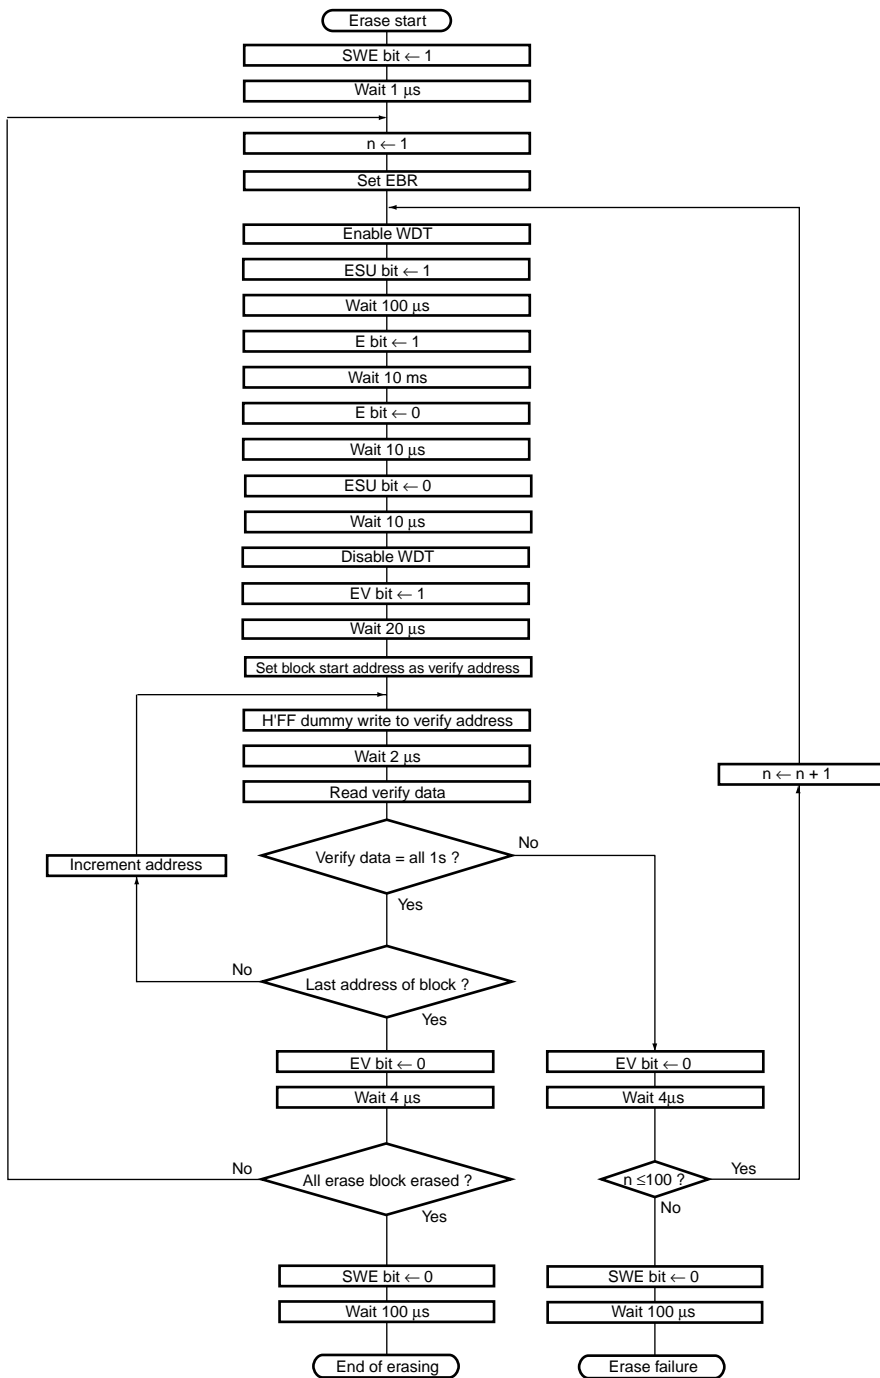 Erase start
SWE bit ← 1
Wait 1 μs
n ← 1
Set EBR
Enable WDT
ESU bit ← 1
Wait 100 μs
E bit ← 1
Wait 10 ms
E bit ← 0
Wait 10 μs
ESU bit ← 0
Wait 10 μs
Disable WDT
EV bit ← 1
Wait 20 μs
Set block start address as verify address
H'FF dummy write to verify address
Wait 2 μs
n ← n + 1
Read verify data
No
Verify data = all 1s ?
Increment address
Yes
No
Last address of block ?
Yes
EV bit ← 0
EV bit ← 0
Wait 4 μs
Wait 4μs
No
All erase block erased ?
Yes
n ≤100 ?
Yes
No
SWE bit ← 0
SWE bit ← 0
Wait 100 μs
Wait 100 μs
End of erasing
Erase failure